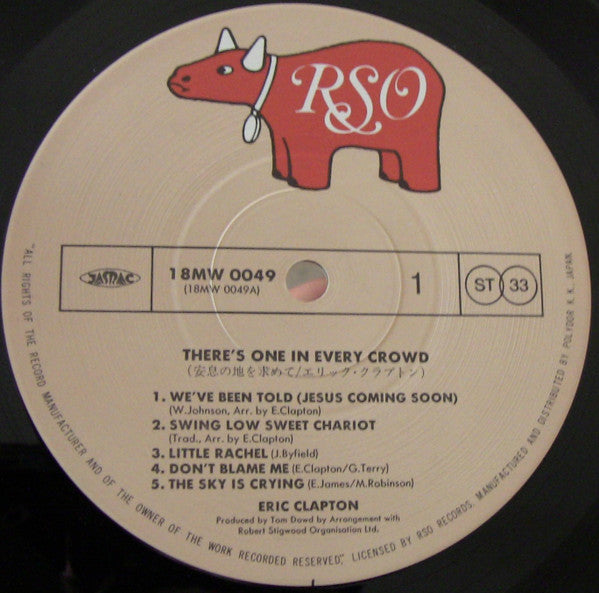 RSO
JASRAC
18MW 0049
(18MW 0049A)
1
ST 33
THERE'S ONE IN EVERY CROWD
(安息の地を求めて/エリック・クラプトン)
1. WE'VE BEEN TOLD (JESUS COMING SOON)
(W.Johnson, Arr. by E.Clapton)
2. SWING LOW SWEET CHARIOT
(Trad., Arr. by E.Clapton)
3. LITTLE RACHEL (J.Byfield)
4. DON'T BLAME ME (E.Clapton/G.Terry)
5. THE SKY IS CRYING (E.James/M.Robinson)
ERIC CLAPTON
Produced by Tom Dowd by Arrangement with
Robert Stigwood Organisation Ltd.
"ALL RIGHTS OF THE RECORD MANUFACTURER AND OF THE OWNER OF THE WORK RECORDED RESERVED," LICENSED BY RSO RECORDS, MANUFACTURED AND DISTRIBUTED BY POLYDOR K.K. JAPAN